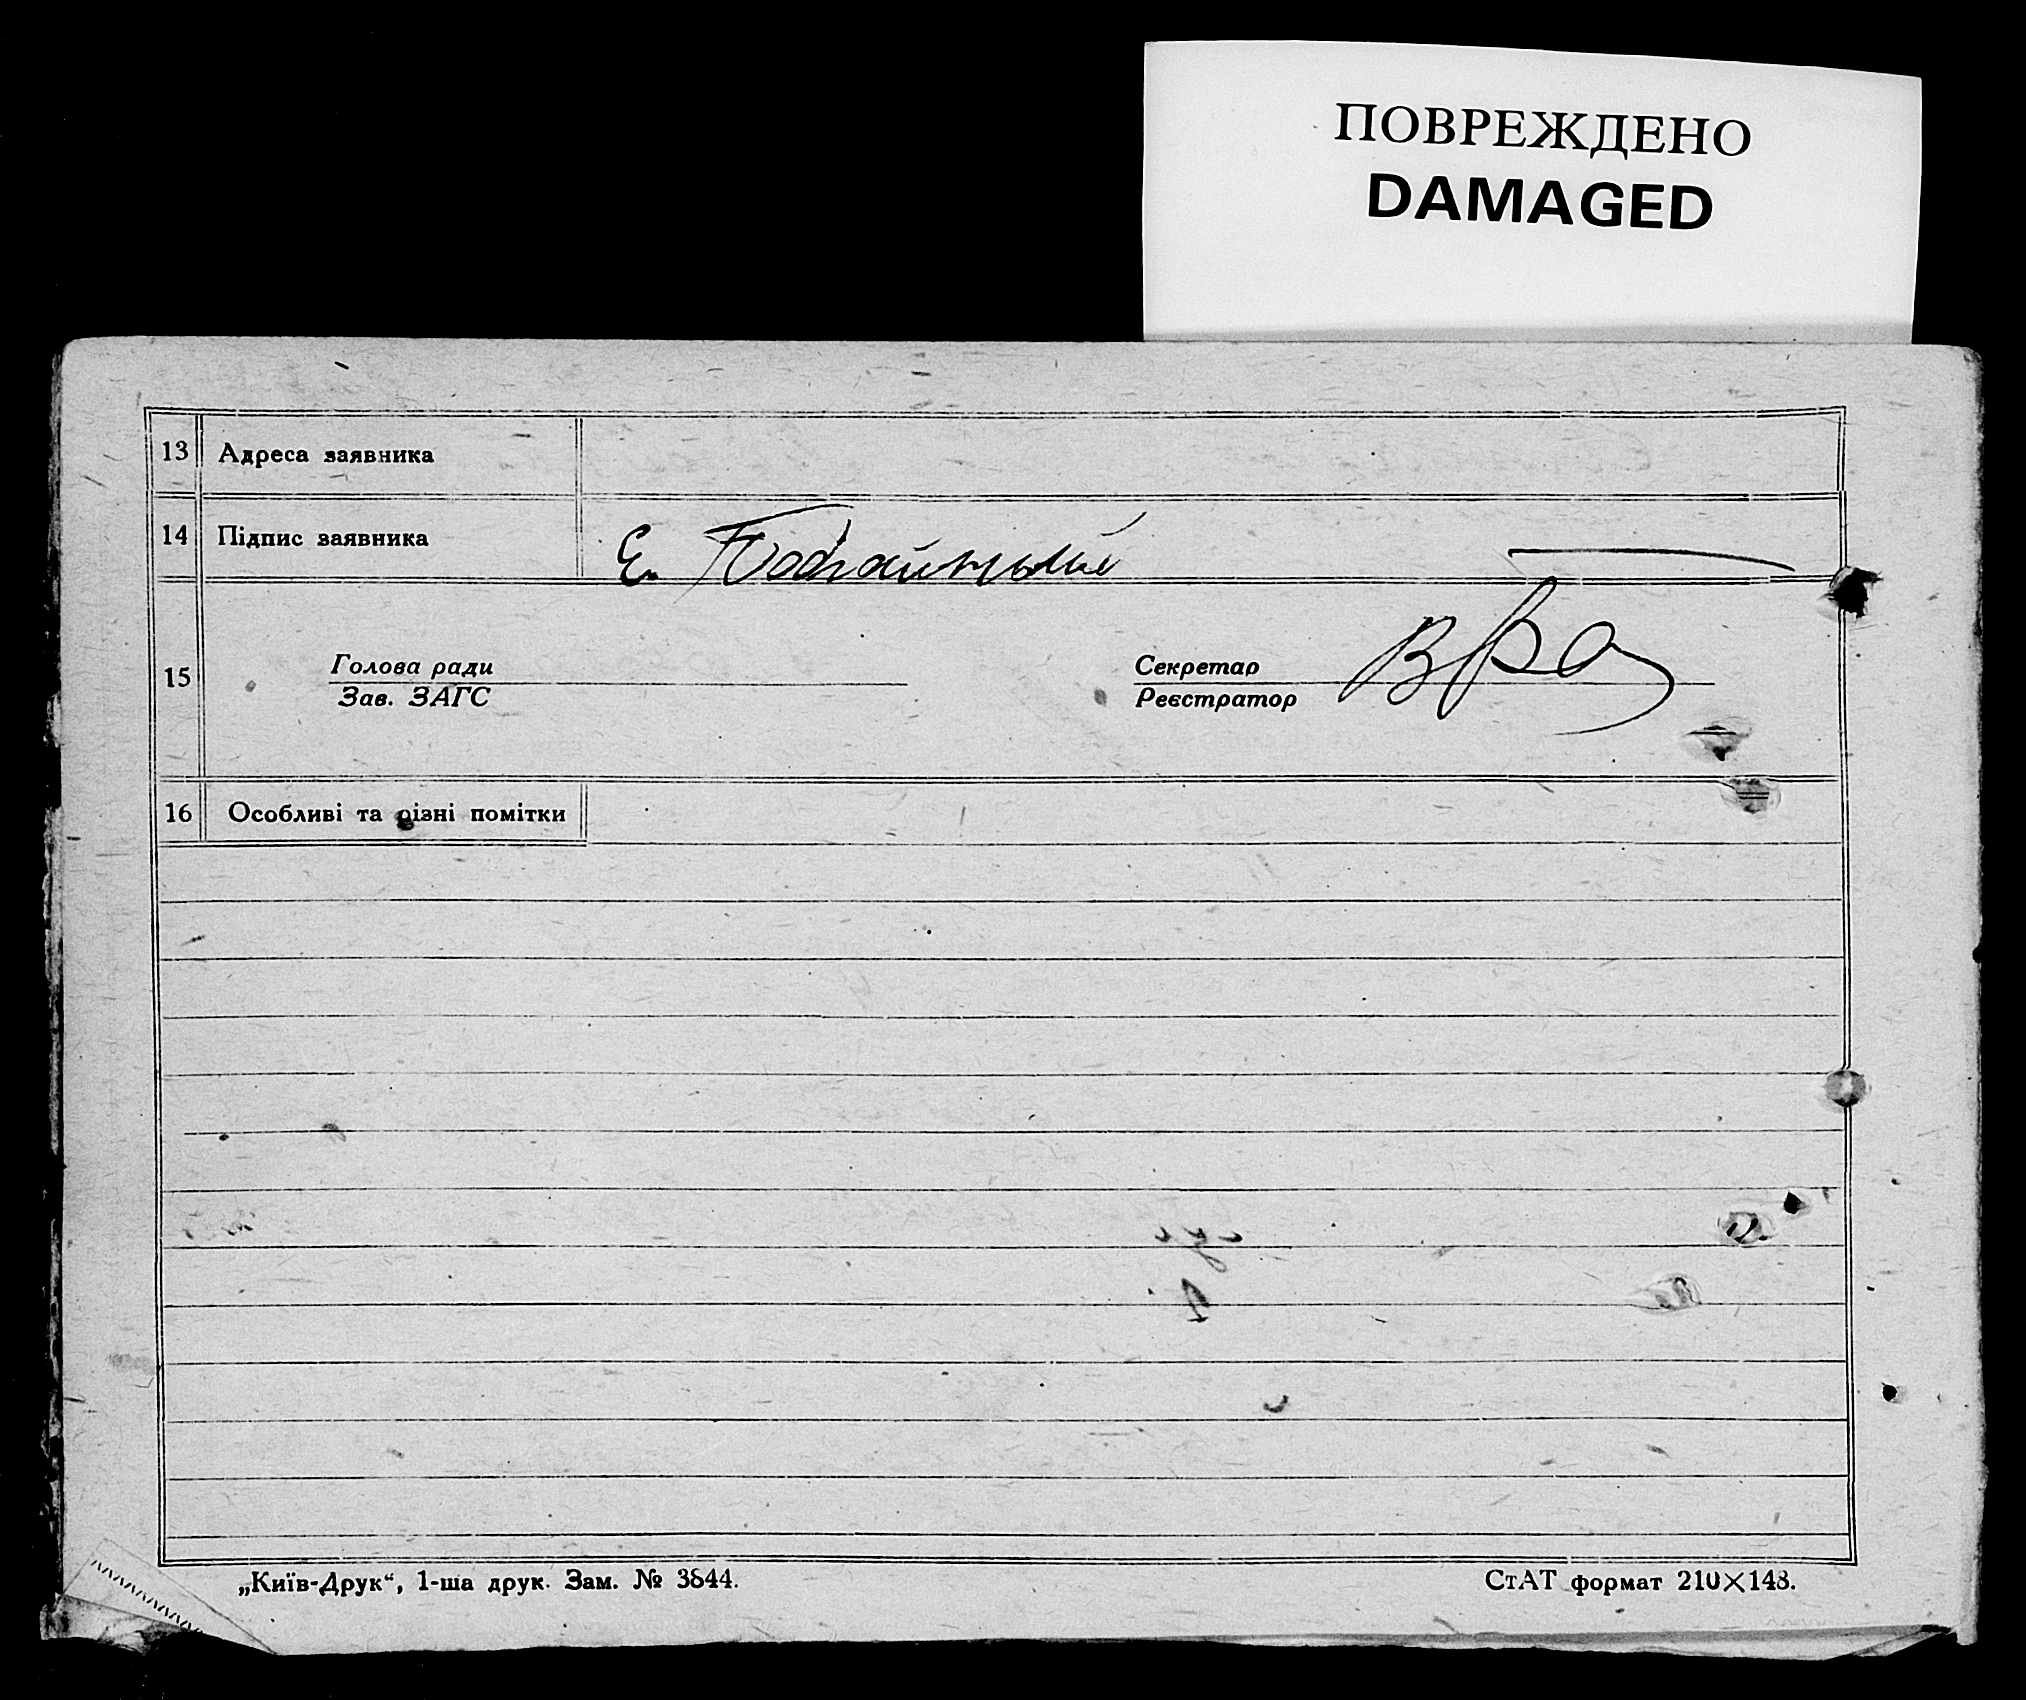 ПОВРЕЖДЕНО
DAMAGED
13 Адреса заявника
14 Підпис заявника Є.
15 Голова ради Секретар
Зав. ЗАГС Реєстратор
16 Особливі та різні помітки
„Київ-Друк“, 1-ша друк. Зам. № 3844. СтАТ формат 210×148.